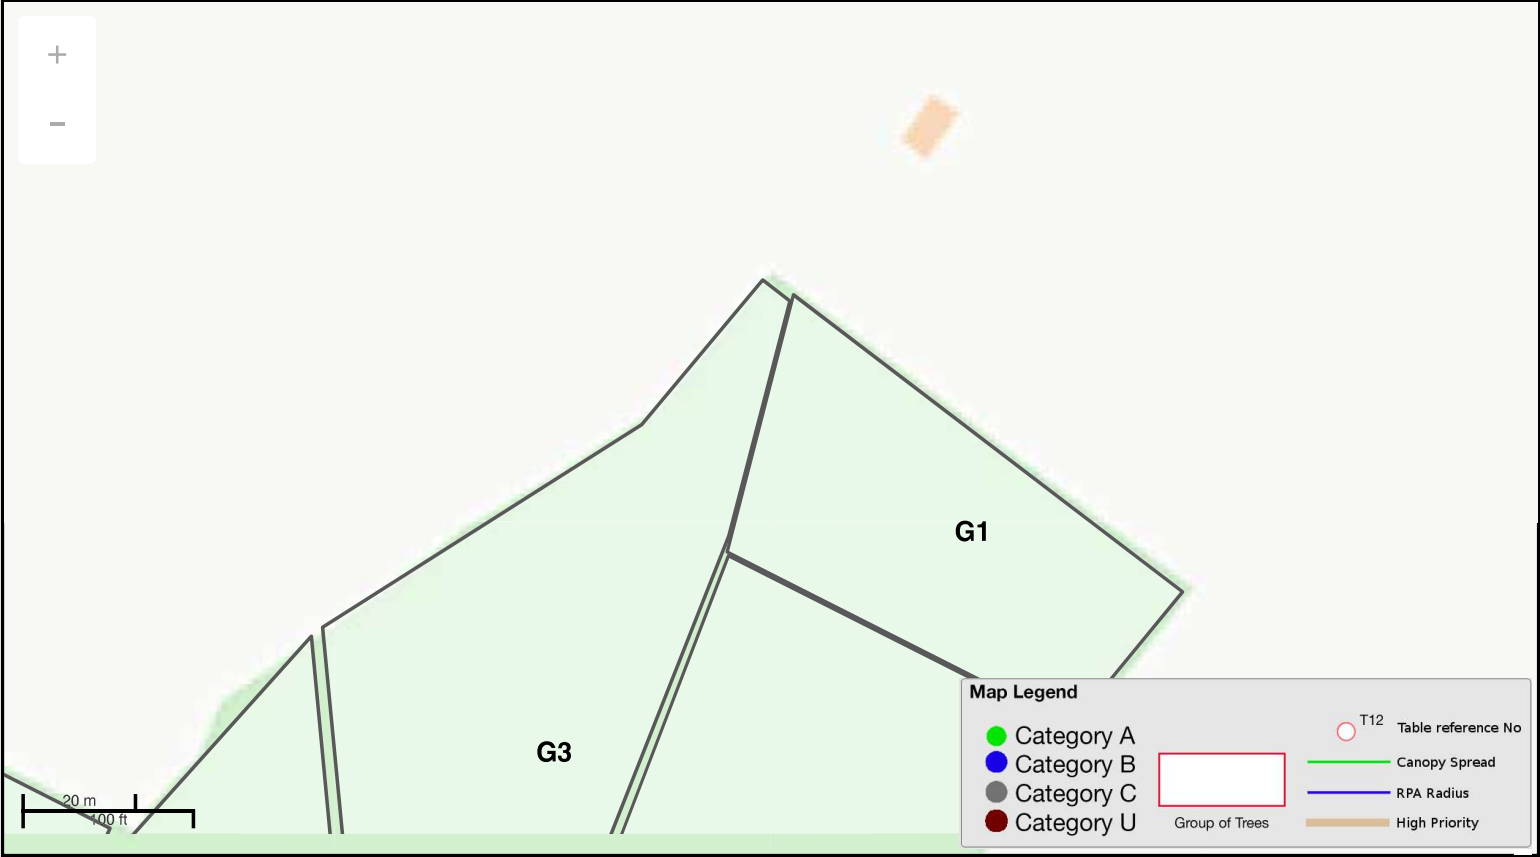 +
−
G1
G3
20 m
100 ft
Map Legend
Category A
Category B
Category C
Category U
Group of Trees
T12
Table reference No
Canopy Spread
RPA Radius
High Priority